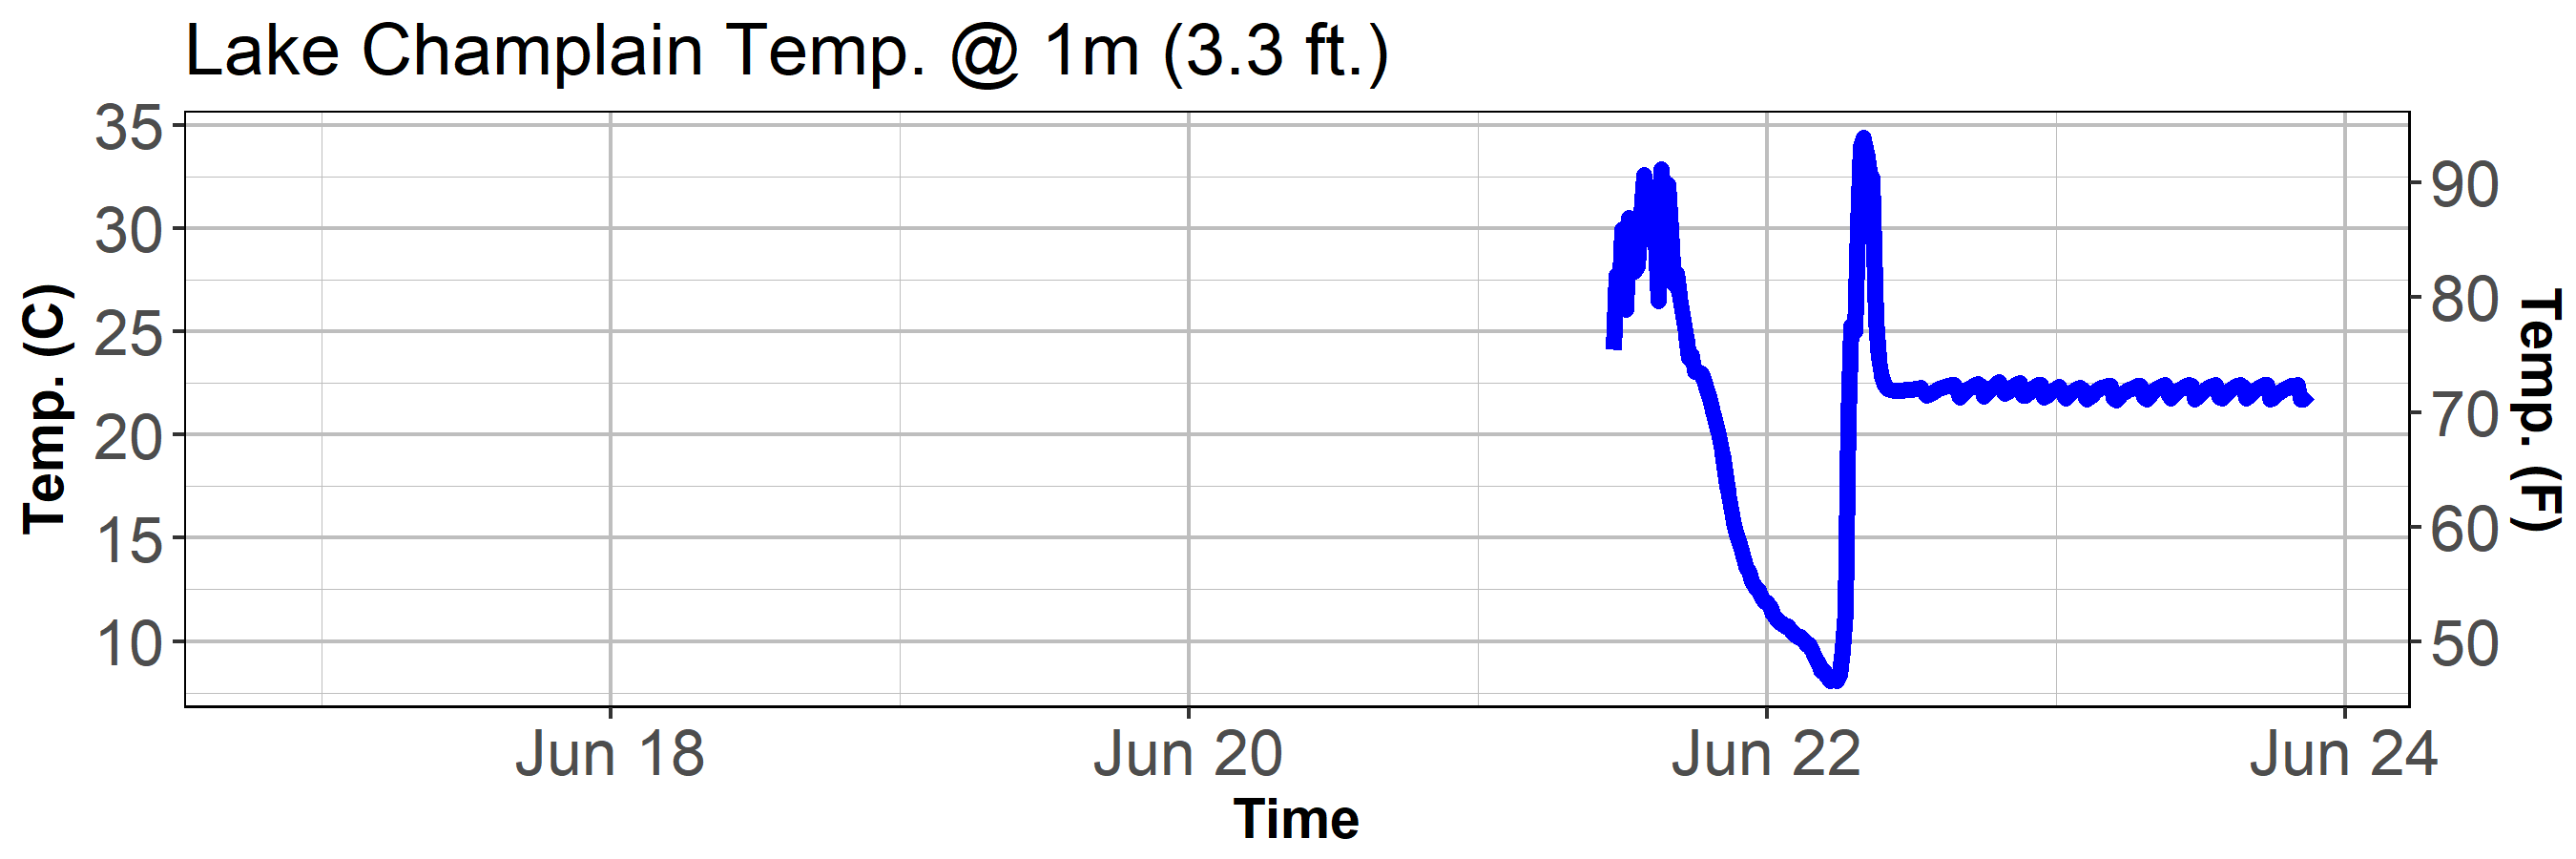 Lake Champlain Temp. @ 1m (3.3 ft.)
35
30
25
20
15
10
Temp. (C)
90
80
70
60
50
Temp. (F)
Jun 18
Jun 20
Jun 22
Jun 24
Time